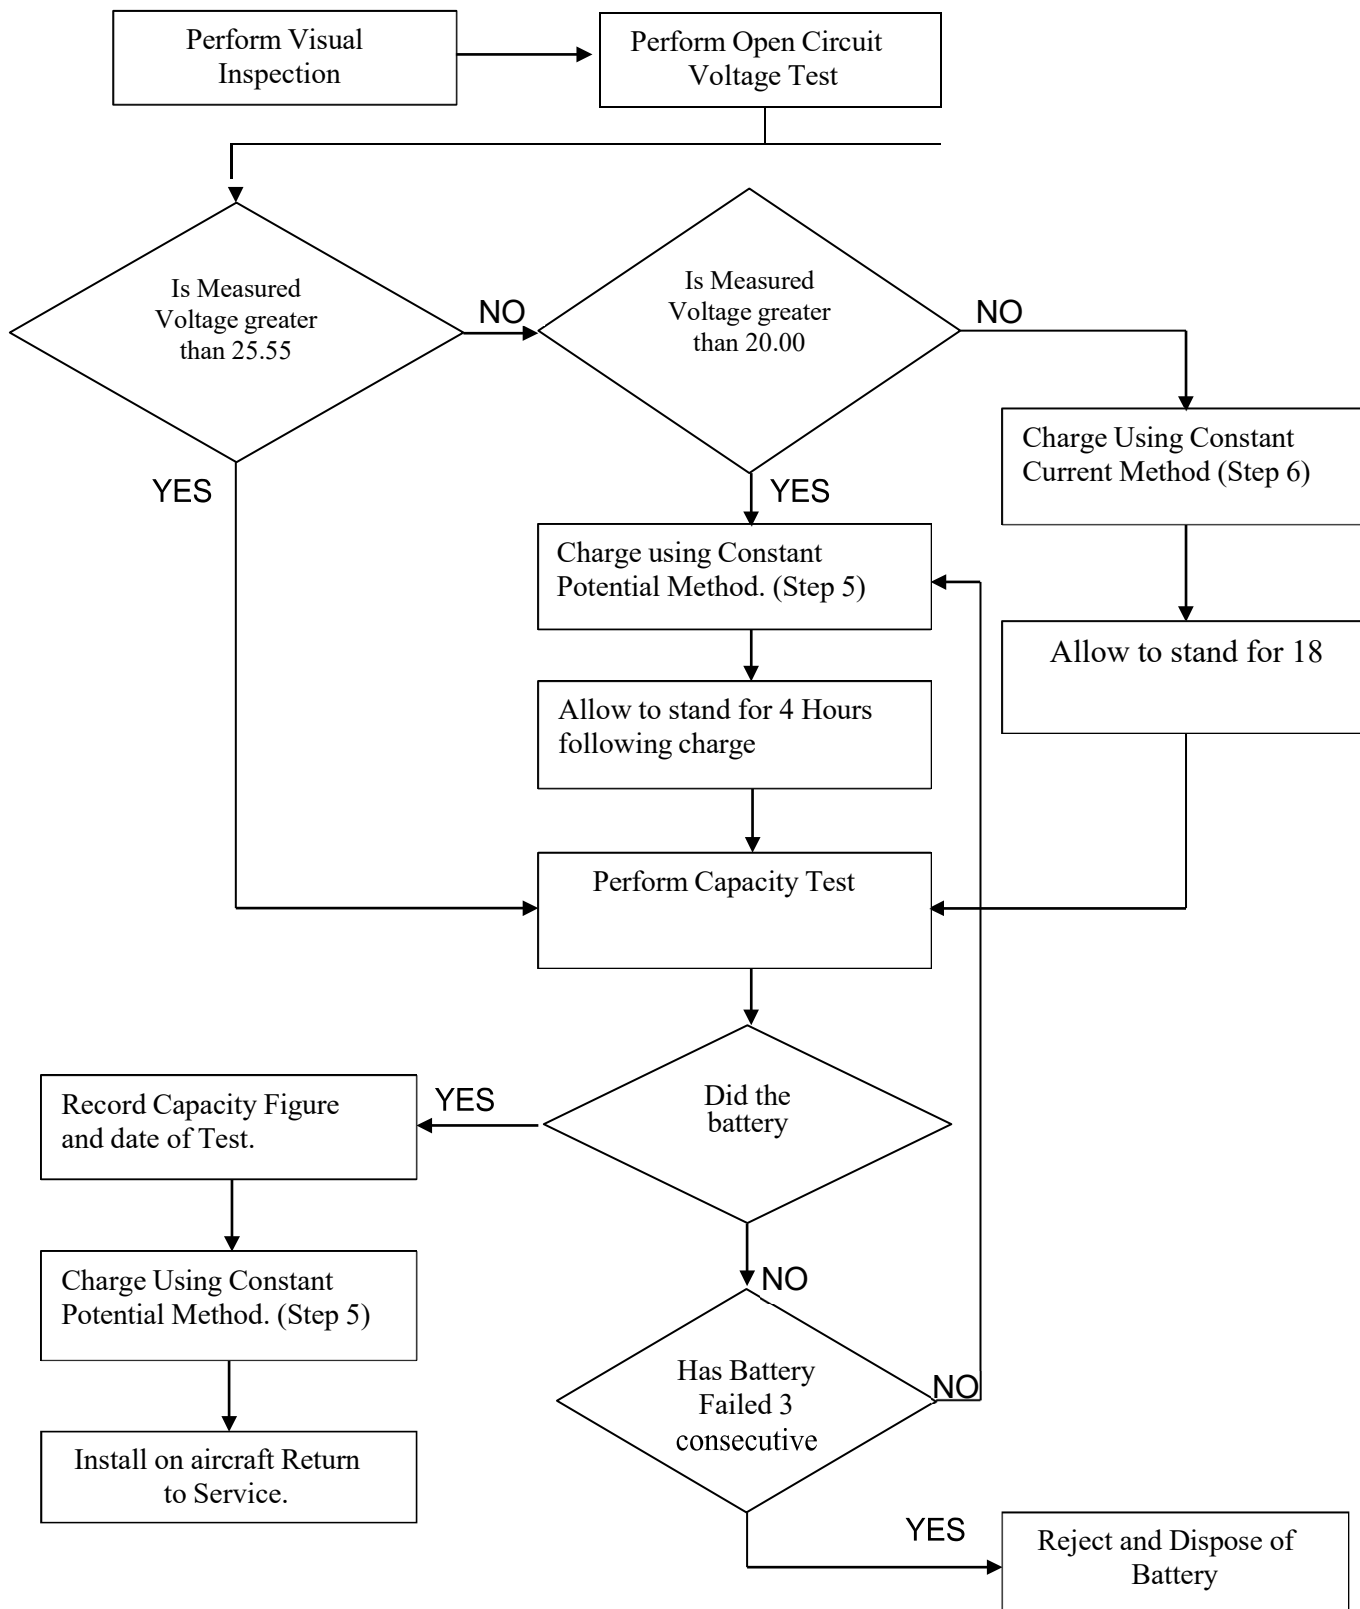 Perform Visual
Inspection
Perform Open Circuit
Voltage Test
Is Measured
Voltage greater
than 25.55
NO
Is Measured
Voltage greater
than 20.00
NO
YES
YES
Charge Using Constant
Current Method (Step 6)
Charge using Constant
Potential Method. (Step 5)
Allow to stand for 18
Allow to stand for 4 Hours
following charge
Perform Capacity Test
Did the
battery
YES
Record Capacity Figure
and date of Test.
NO
Charge Using Constant
Potential Method. (Step 5)
Has Battery
Failed 3
consecutive
NO
Install on aircraft Return
to Service.
YES
Reject and Dispose of
Battery